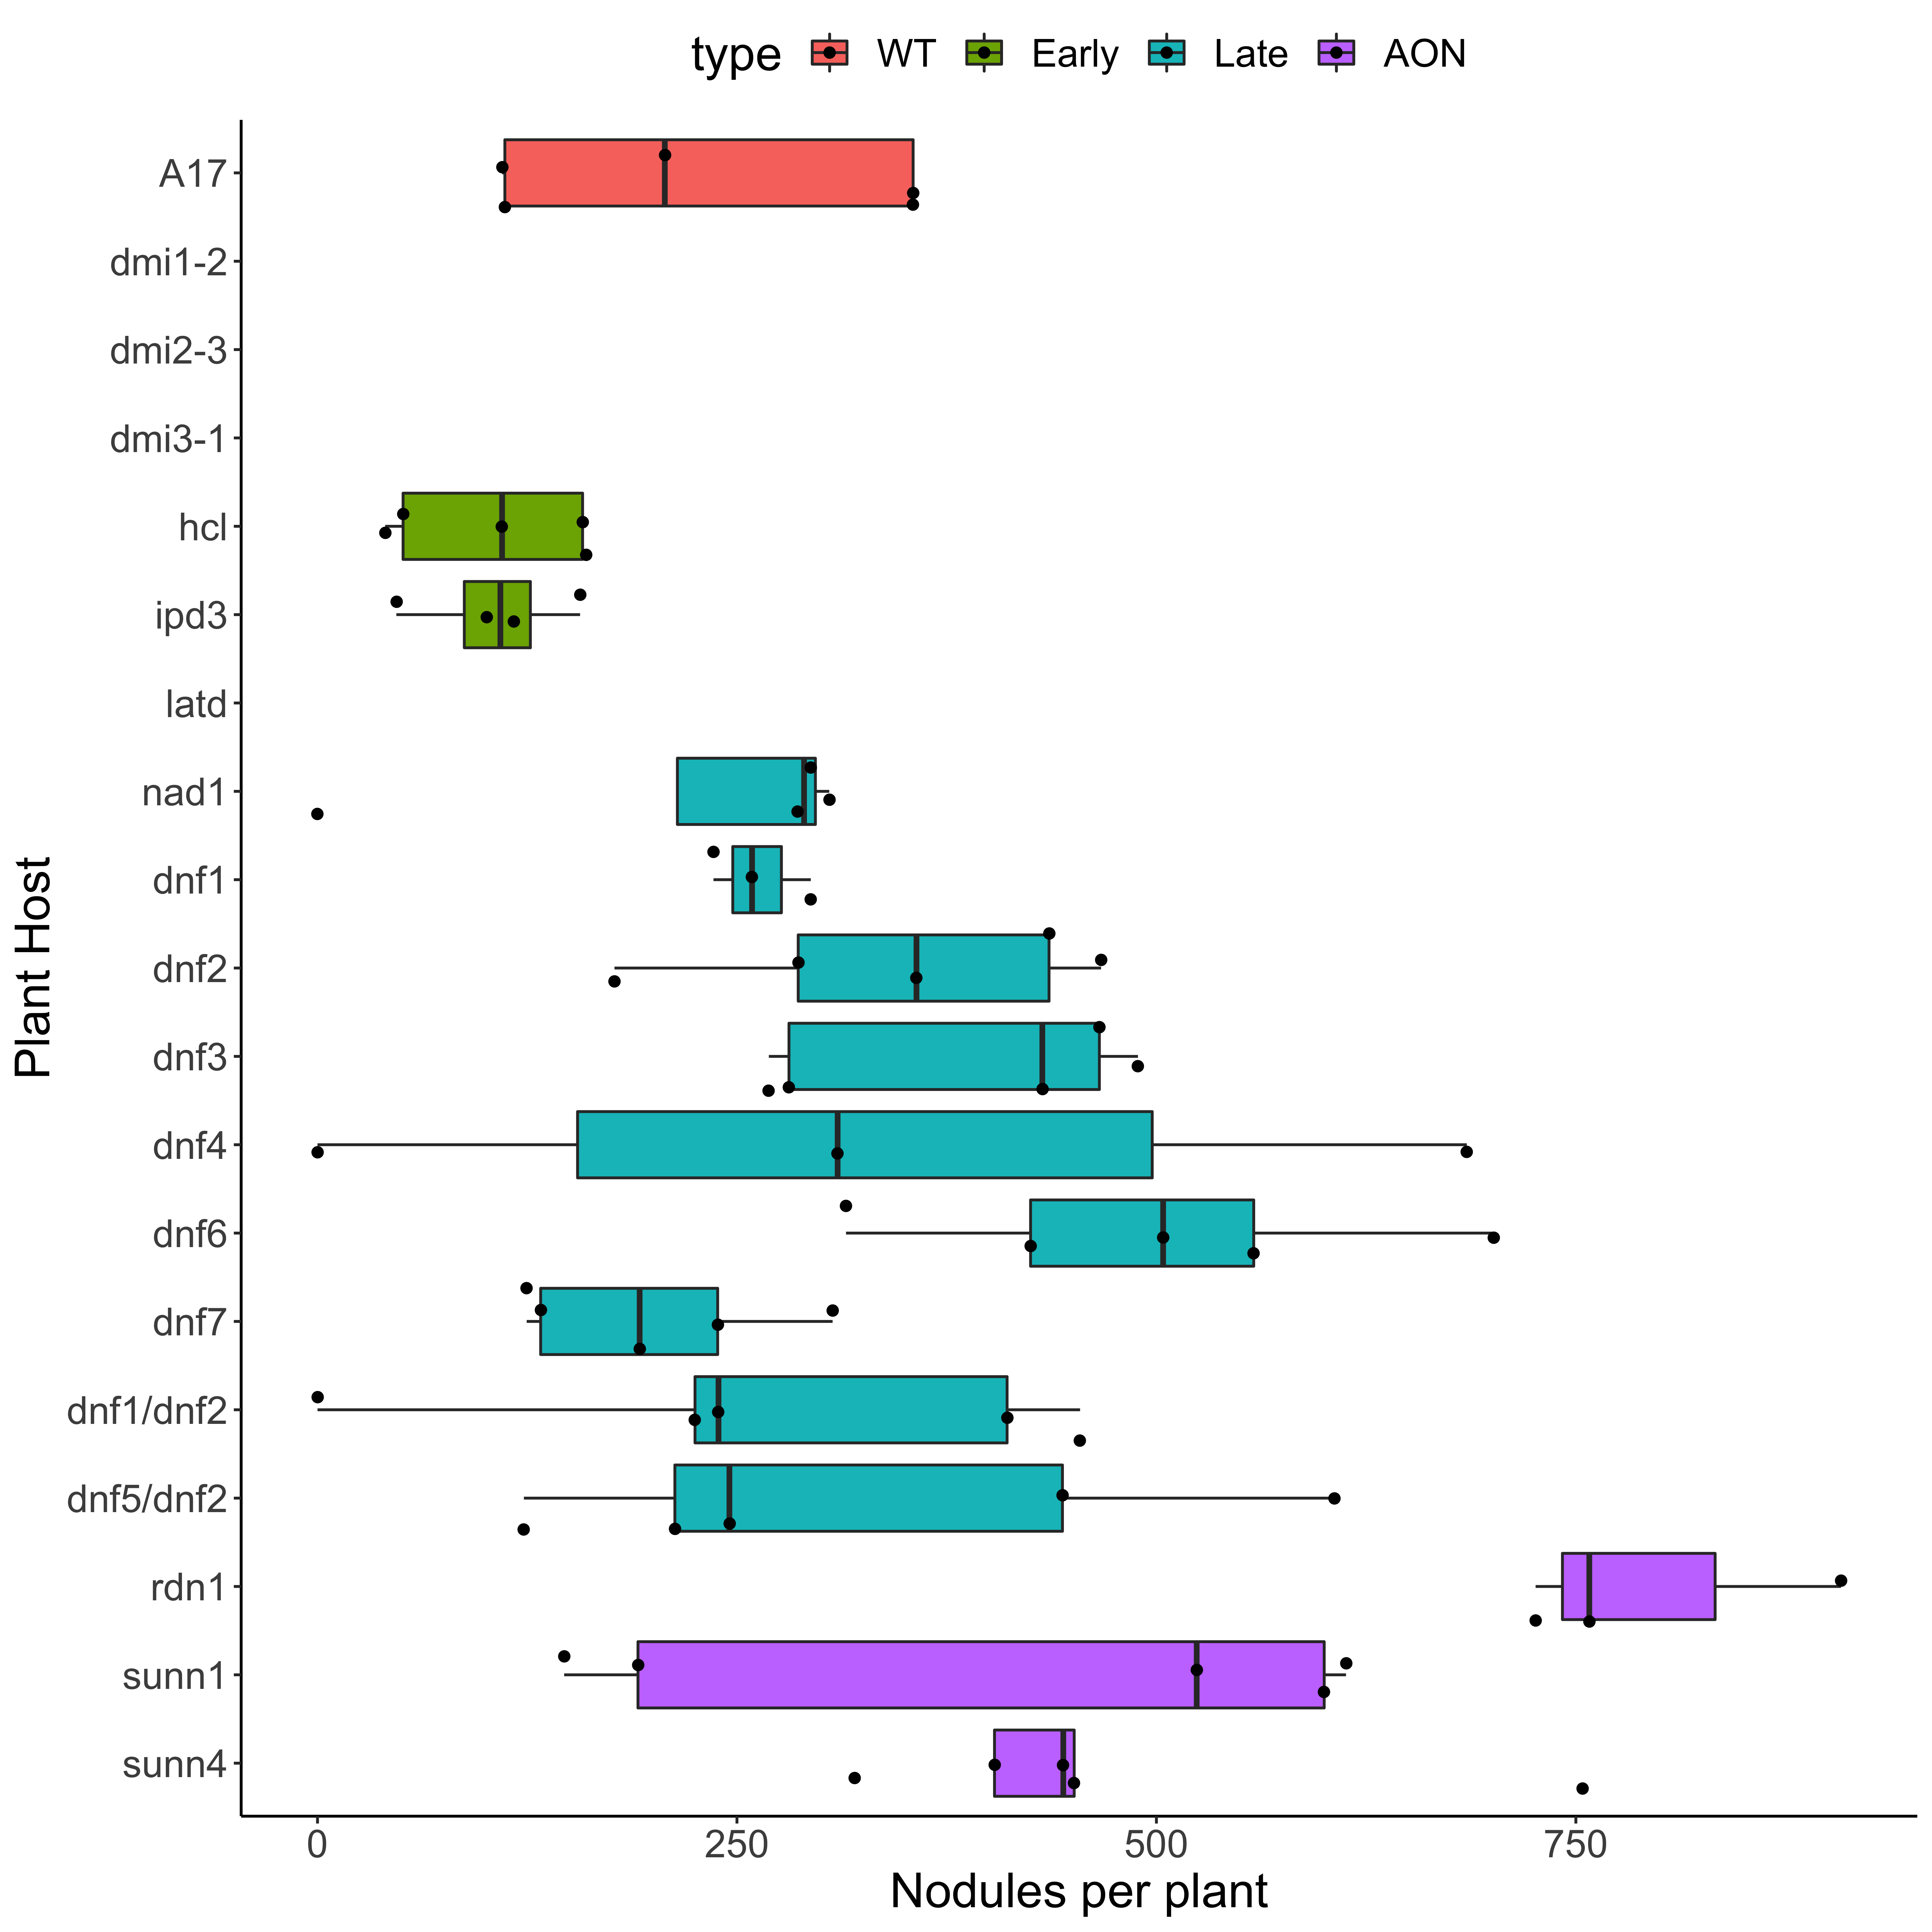 type WT Early Late AON
A17
dmi1-2
dmi2-3
dmi3-1
hcl
ipd3
latd
nad1
dnf1
dnf2
dnf3
dnf4
dnf6
dnf7
dnf1/dnf2
dnf5/dnf2
rdn1
sunn1
sunn4
Plant Host
0 250 500 750
Nodules per plant